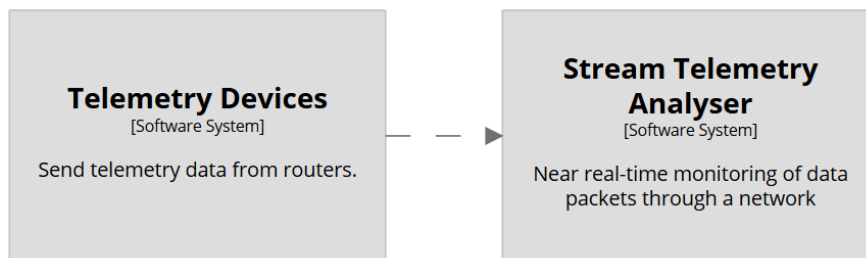 Telemetry Devices
[Software System]
Send telemetry data from routers.
Stream Telemetry
Analyser
[Software System]
Near real-time monitoring of data
packets through a network